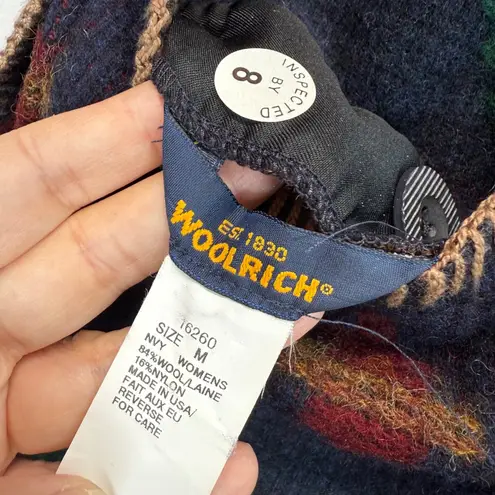 INSPECTED BY
8
EST. 1830
WOOLRICH®
16260
SIZE M
NVY WOMENS
84%WOOL/LAINE
16%NYLON
MADE IN USA/
FAIT AUX EU
REVERSE
FOR CARE